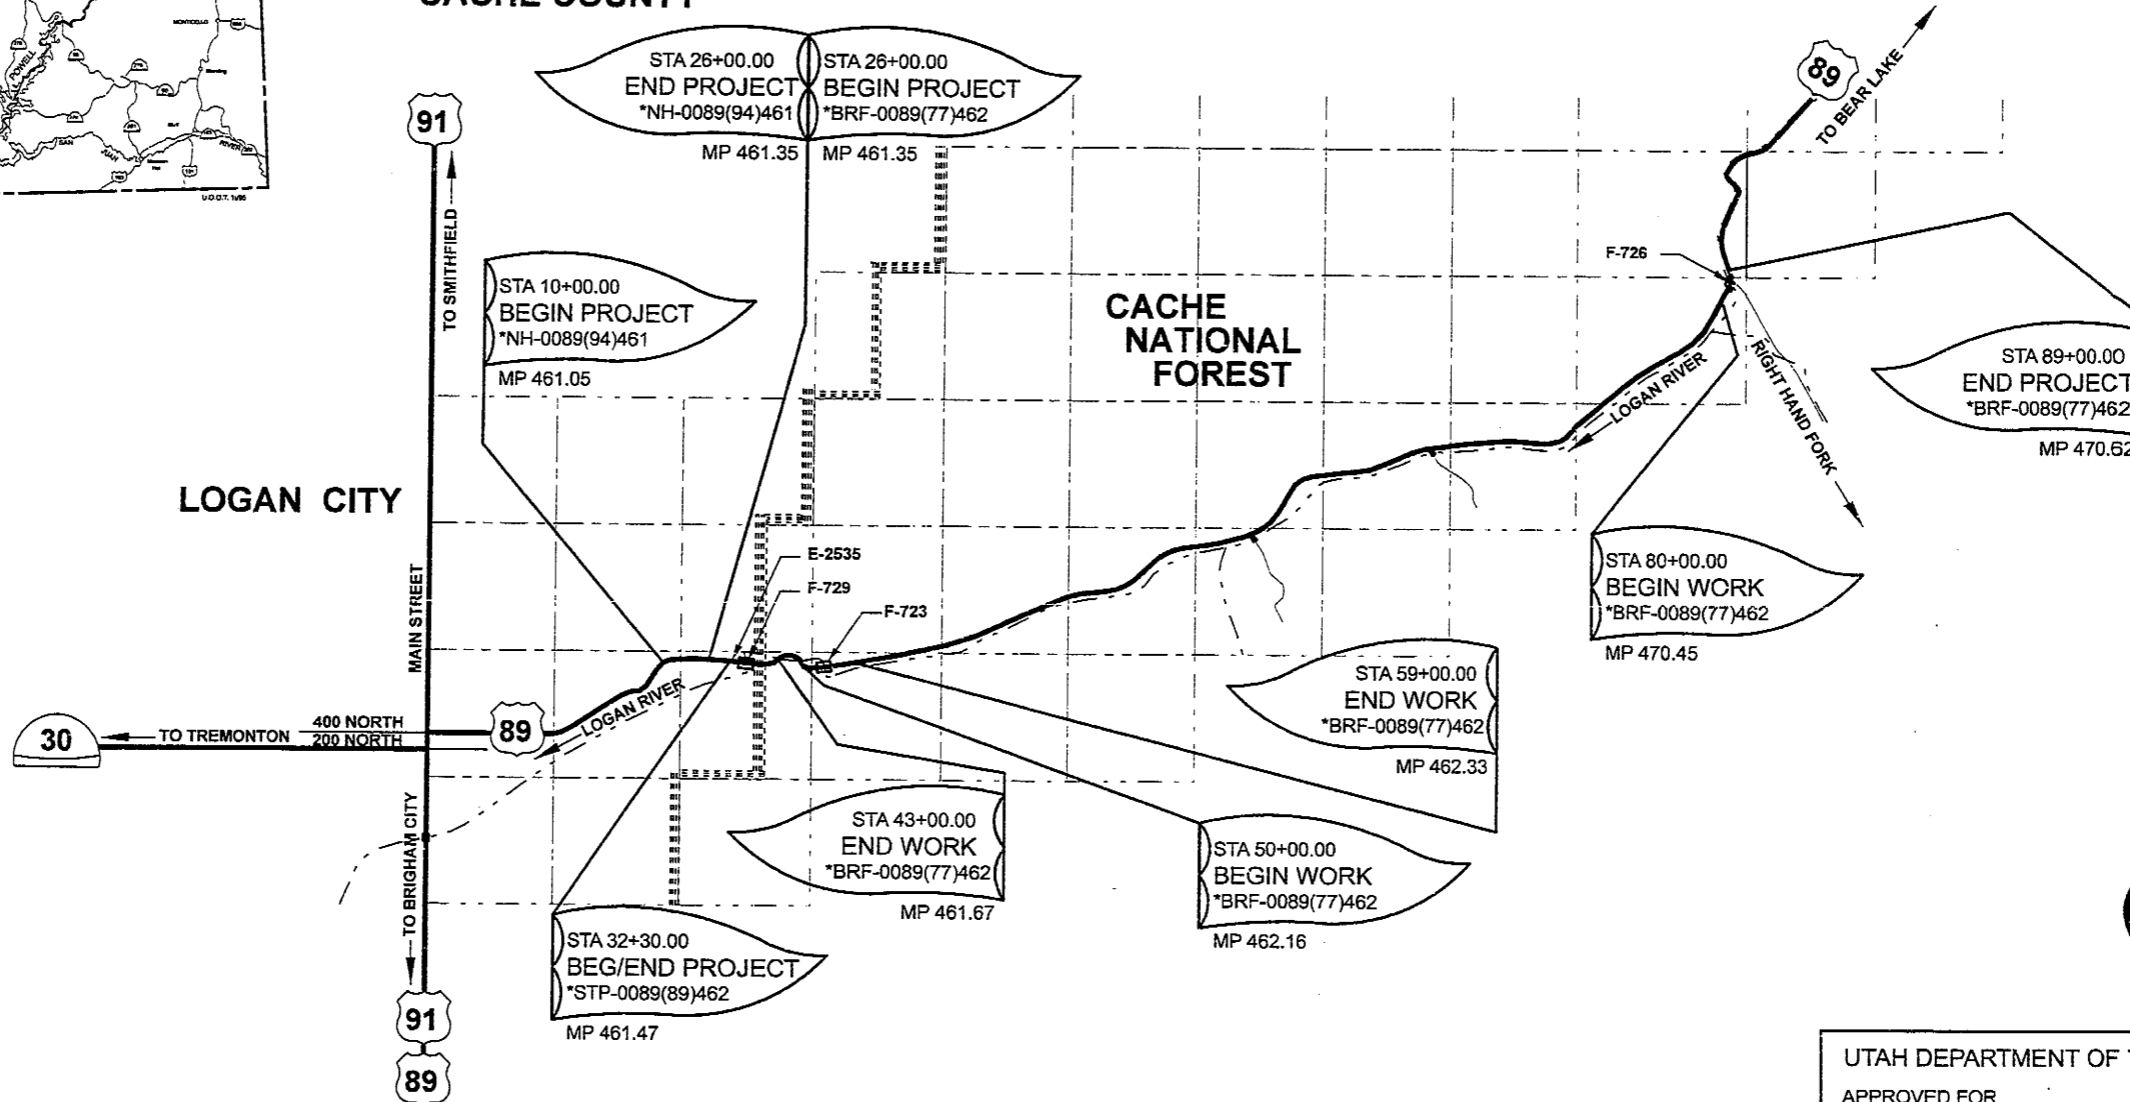 CACHE COUNTY
MONTICELLO
POWELL
SAN
JUAN
RIVER
U.D.O.T. 1/95
STA 26+00.00
END PROJECT
*NH-0089(94)461
MP 461.35
STA 26+00.00
BEGIN PROJECT
*BRF-0089(77)462
MP 461.35
91
TO SMITHFIELD
89
TO BEAR LAKE
STA 10+00.00
BEGIN PROJECT
*NH-0089(94)461
MP 461.05
F-726
CACHE
NATIONAL
FOREST
STA 89+00.00
END PROJECT
*BRF-0089(77)462
MP 470.62
LOGAN RIVER
RIGHT HAND FORK
LOGAN CITY
E-2535
F-729
F-723
STA 80+00.00
BEGIN WORK
*BRF-0089(77)462
MP 470.45
MAIN STREET
STA 59+00.00
END WORK
*BRF-0089(77)462
MP 462.33
LOGAN RIVER
30
TO TREMONTON
400 NORTH
200 NORTH
89
TO BRIGHAM CITY
STA 43+00.00
END WORK
*BRF-0089(77)462
MP 461.67
STA 50+00.00
BEGIN WORK
*BRF-0089(77)462
MP 462.16
STA 32+30.00
BEG/END PROJECT
*STP-0089(89)462
MP 461.47
91
89
UTAH DEPARTMENT OF
APPROVED FOR